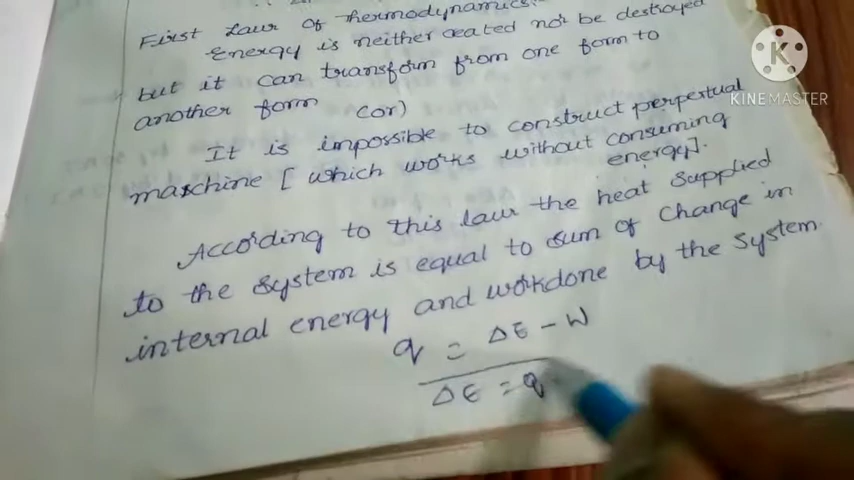 First Law of Thermodynamics:
Energy is neither ceated nor be destroyed
but it can transform from one form to
another form (or)
It is impossible to construct perpertual
maschine [ which works without consuming
energy].
According to this law the heat supplied
to the system is equal to sum of change in
internal energy and workdone by the system.
q = ΔE - W
ΔE = q
KINEMASTER